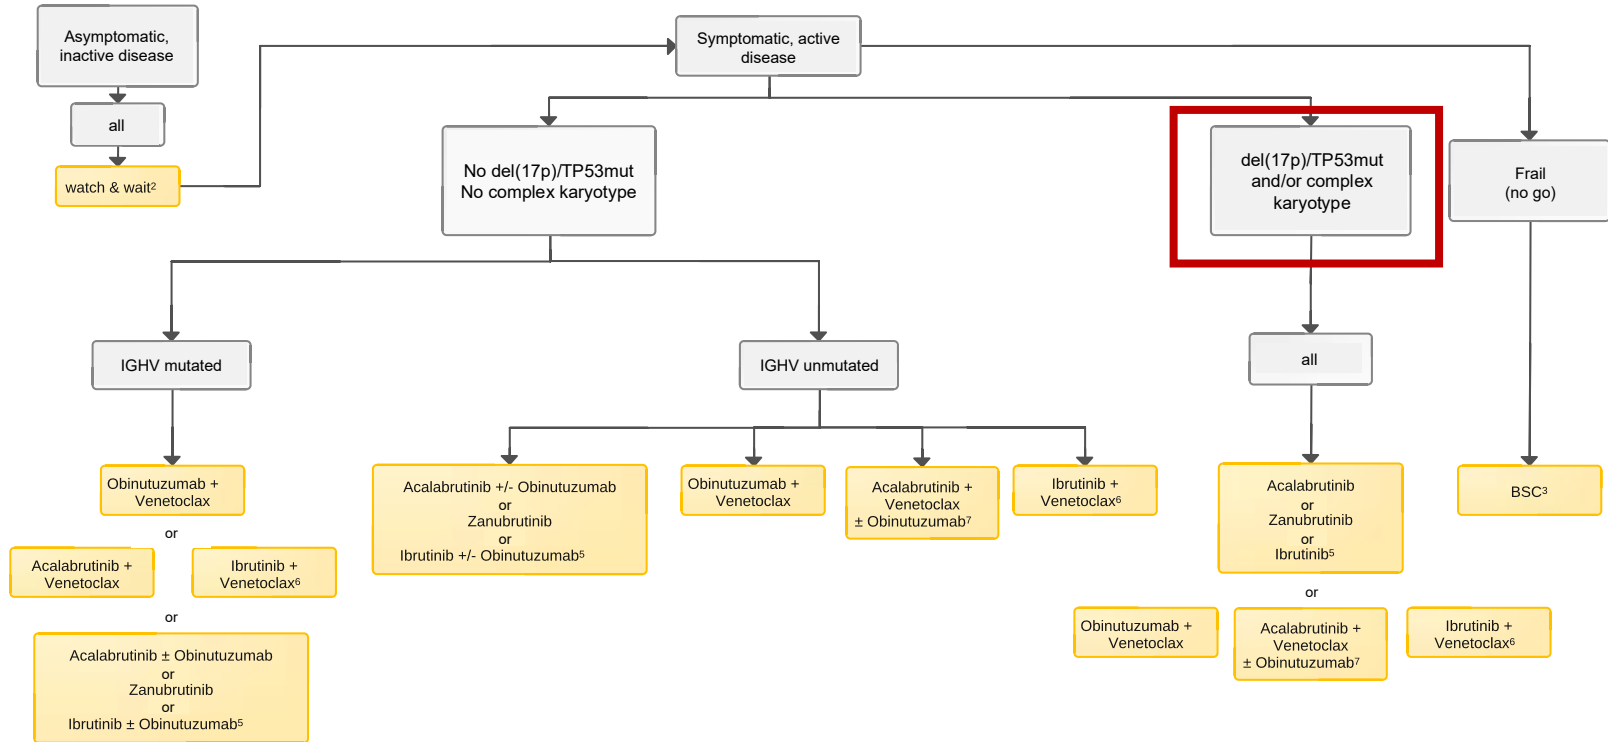 Asymptomatic,
inactive disease
all
watch & wait²
Symptomatic, active
disease
No del(17p)/TP53mut
No complex karyotype
del(17p)/TP53mut
and/or complex
karyotype
Frail
(no go)
IGHV mutated
IGHV unmutated
all
Obinutuzumab +
Venetoclax
or
Acalabrutinib +
Venetoclax
Ibrutinib +
Venetoclax⁶
or
Acalabrutinib ± Obinutuzumab
or
Zanubrutinib
or
Ibrutinib ± Obinutuzumab⁵
Acalabrutinib +/- Obinutuzumab
or
Zanubrutinib
or
Ibrutinib +/- Obinutuzumab⁵
Obinutuzumab +
Venetoclax
Acalabrutinib +
Venetoclax
± Obinutuzumab⁷
Ibrutinib +
Venetoclax⁶
Acalabrutinib
or
Zanubrutinib
or
Ibrutinib⁵
or
Obinutuzumab +
Venetoclax
Acalabrutinib +
Venetoclax
± Obinutuzumab⁷
Ibrutinib +
Venetoclax⁶
BSC³